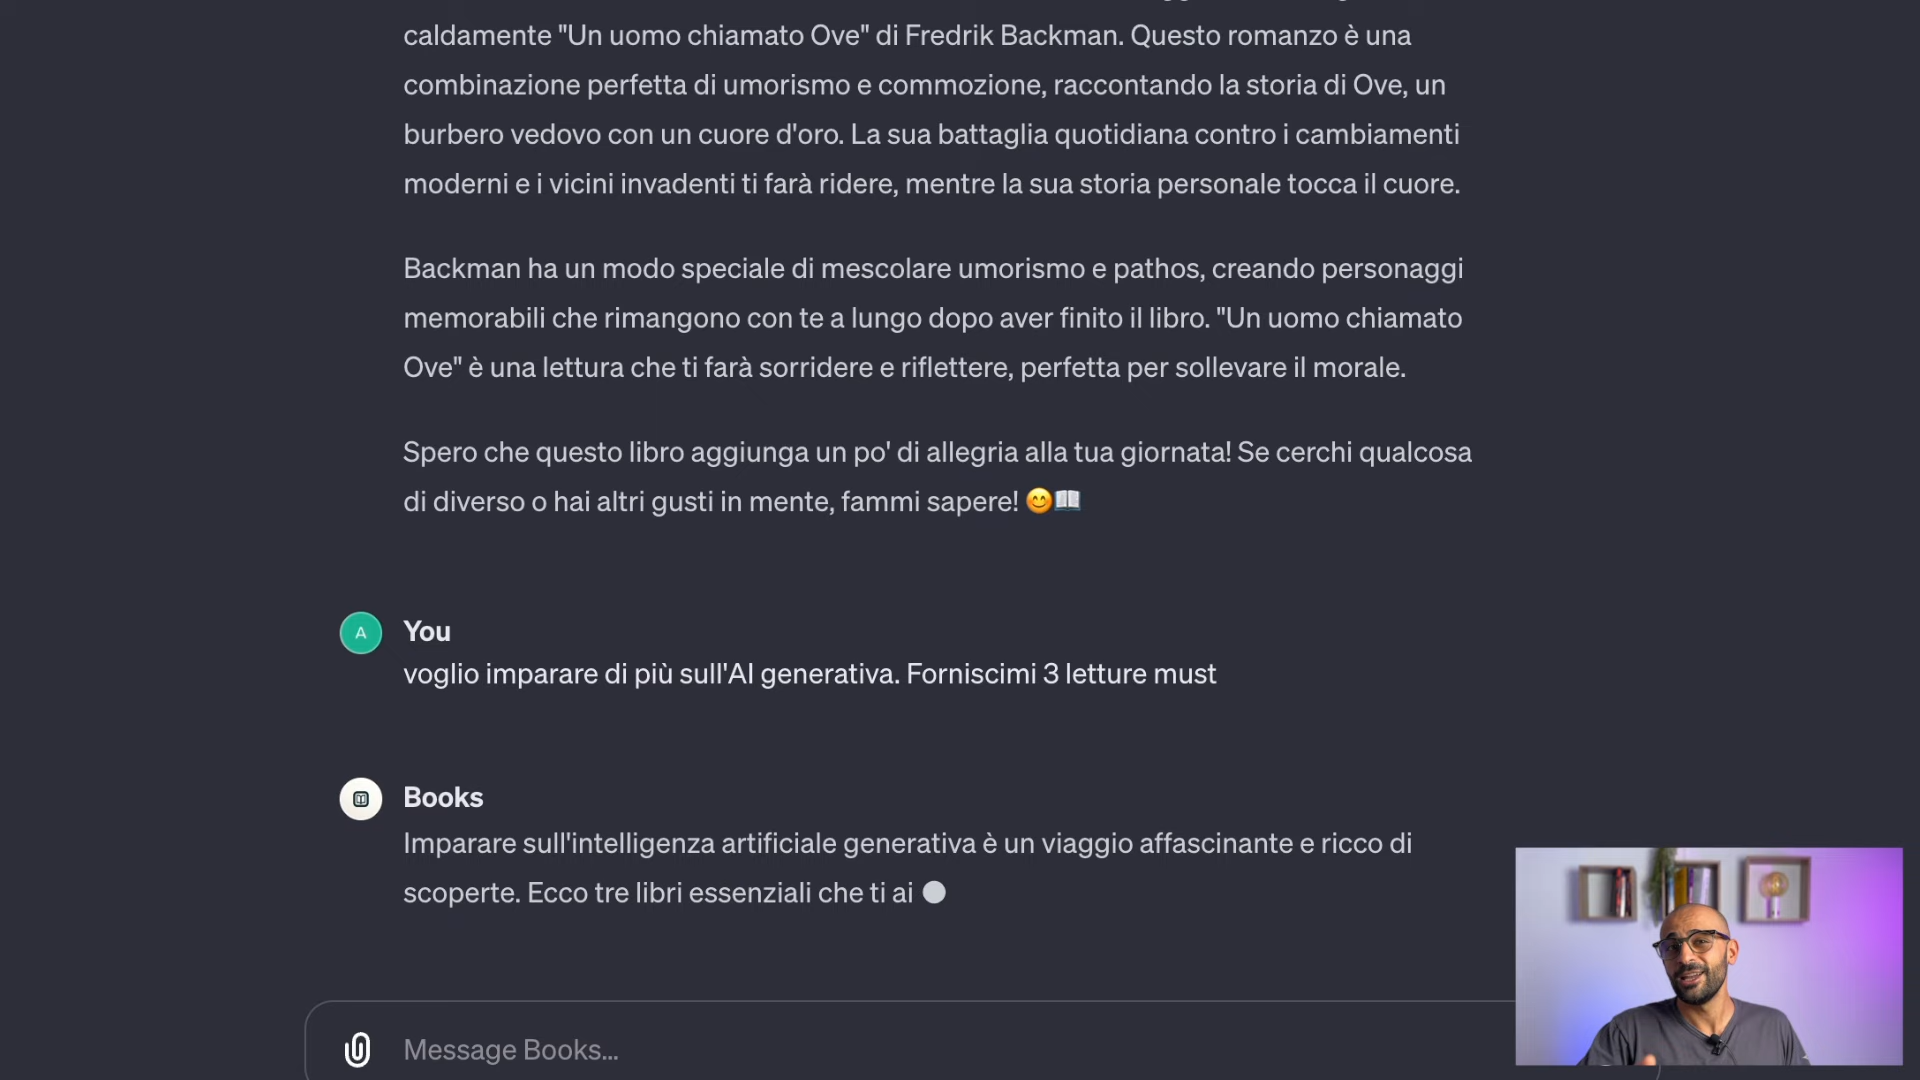 caldamente "Un uomo chiamato Ove" di Fredrik Backman. Questo romanzo è una
combinazione perfetta di umorismo e commozione, raccontando la storia di Ove, un
burbero vedovo con un cuore d'oro. La sua battaglia quotidiana contro i cambiamenti
moderni e i vicini invadenti ti farà ridere, mentre la sua storia personale tocca il cuore.
Backman ha un modo speciale di mescolare umorismo e pathos, creando personaggi
memorabili che rimangono con te a lungo dopo aver finito il libro. "Un uomo chiamato
Ove" è una lettura che ti farà sorridere e riflettere, perfetta per sollevare il morale.
Spero che questo libro aggiunga un po' di allegria alla tua giornata! Se cerchi qualcosa
di diverso o hai altri gusti in mente, fammi sapere! 😊📖
A You
voglio imparare di più sull'AI generativa. Forniscimi 3 letture must
Books
Imparare sull'intelligenza artificiale generativa è un viaggio affascinante e ricco di
scoperte. Ecco tre libri essenziali che ti ai
Message Books...